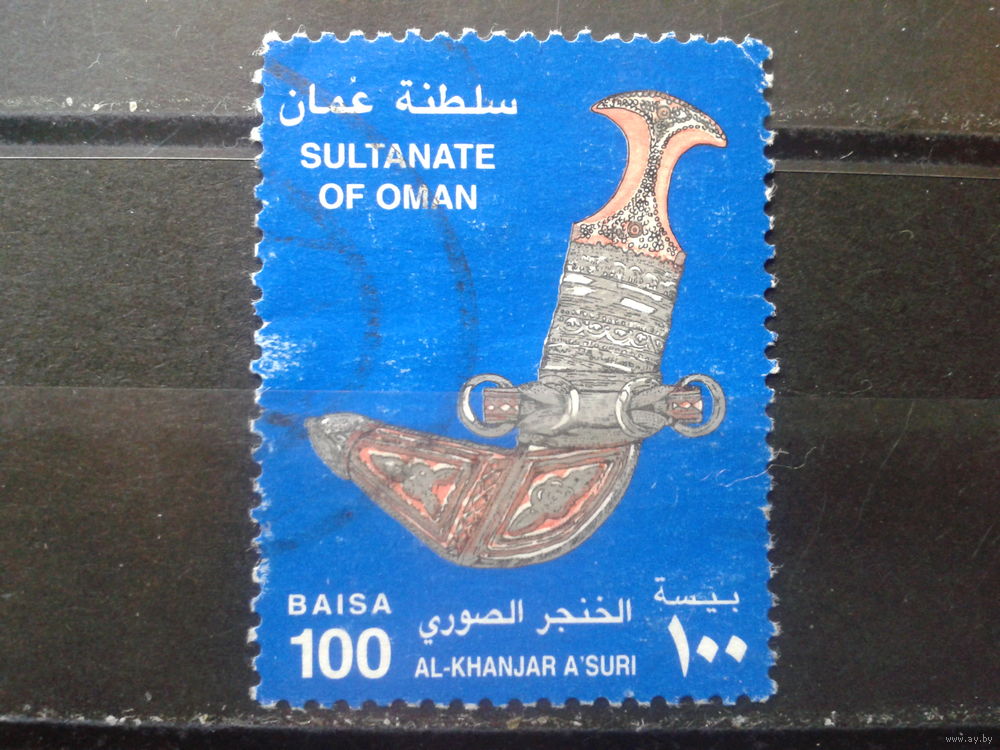 سلطنة عُمان
SULTANATE
OF OMAN
BAISA
100
الخنجر الصوري
AL-KHANJAR A'SURI
بيسة
١٠٠
www.ay.by